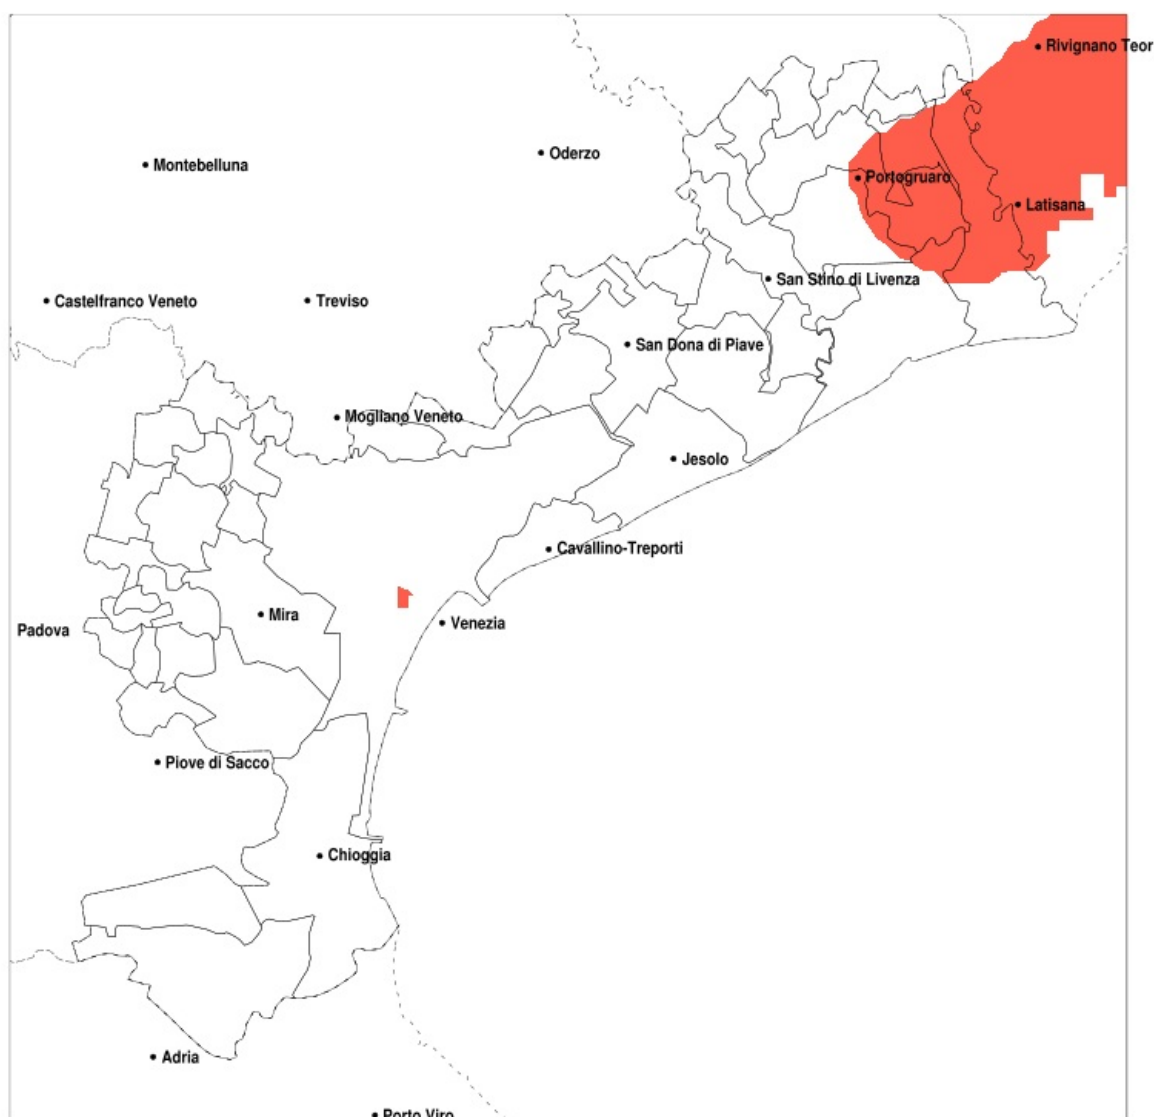 Rivignano Teor
Oderzo
Montebelluna
Portogruaro
Latisana
San Stino di Livenza
Castelfranco Veneto
Treviso
San Dona di Piave
Mogliano Veneto
Jesolo
Cavallino-Treporti
Mira
Venezia
Padova
Piove di Sacco
Chioggia
Adria
Porto Viro